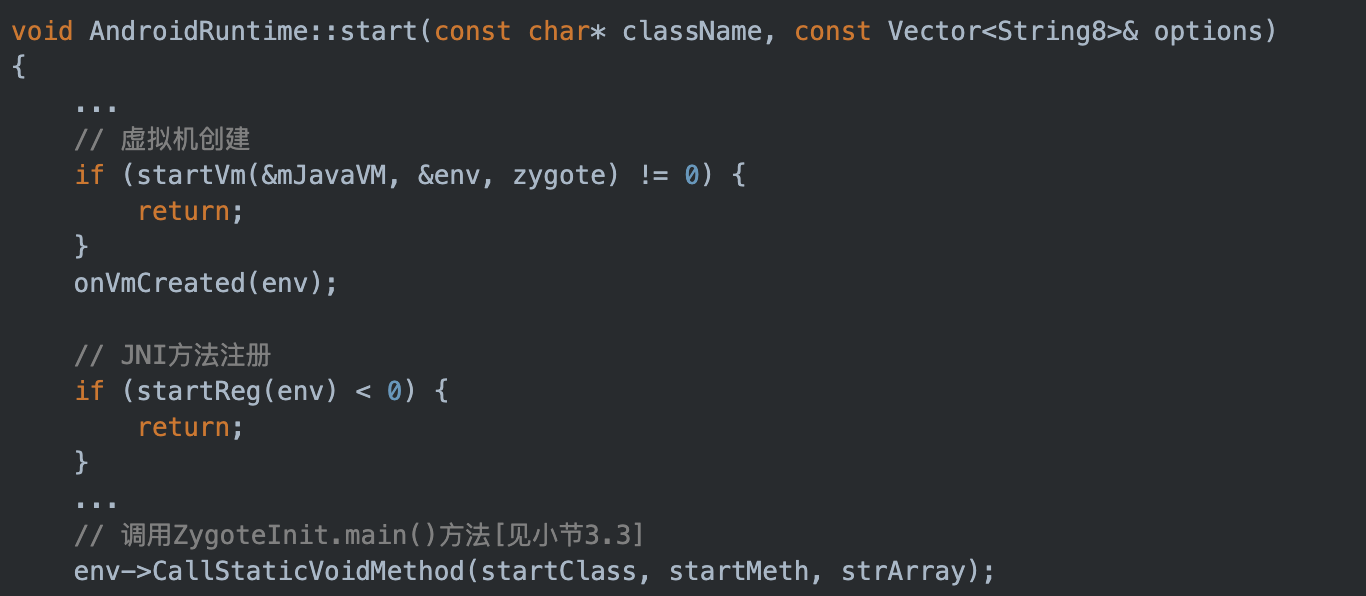 void AndroidRuntime::start(const char* className, const Vector<String8>& options)
{
    ...
    // 虚拟机创建
    if (startVm(&mJavaVM, &env, zygote) != 0) {
        return;
    }
    onVmCreated(env);

    // JNI方法注册
    if (startReg(env) < 0) {
        return;
    }
    ...
    // 调用ZygoteInit.main()方法[见小节3.3]
    env->CallStaticVoidMethod(startClass, startMeth, strArray);